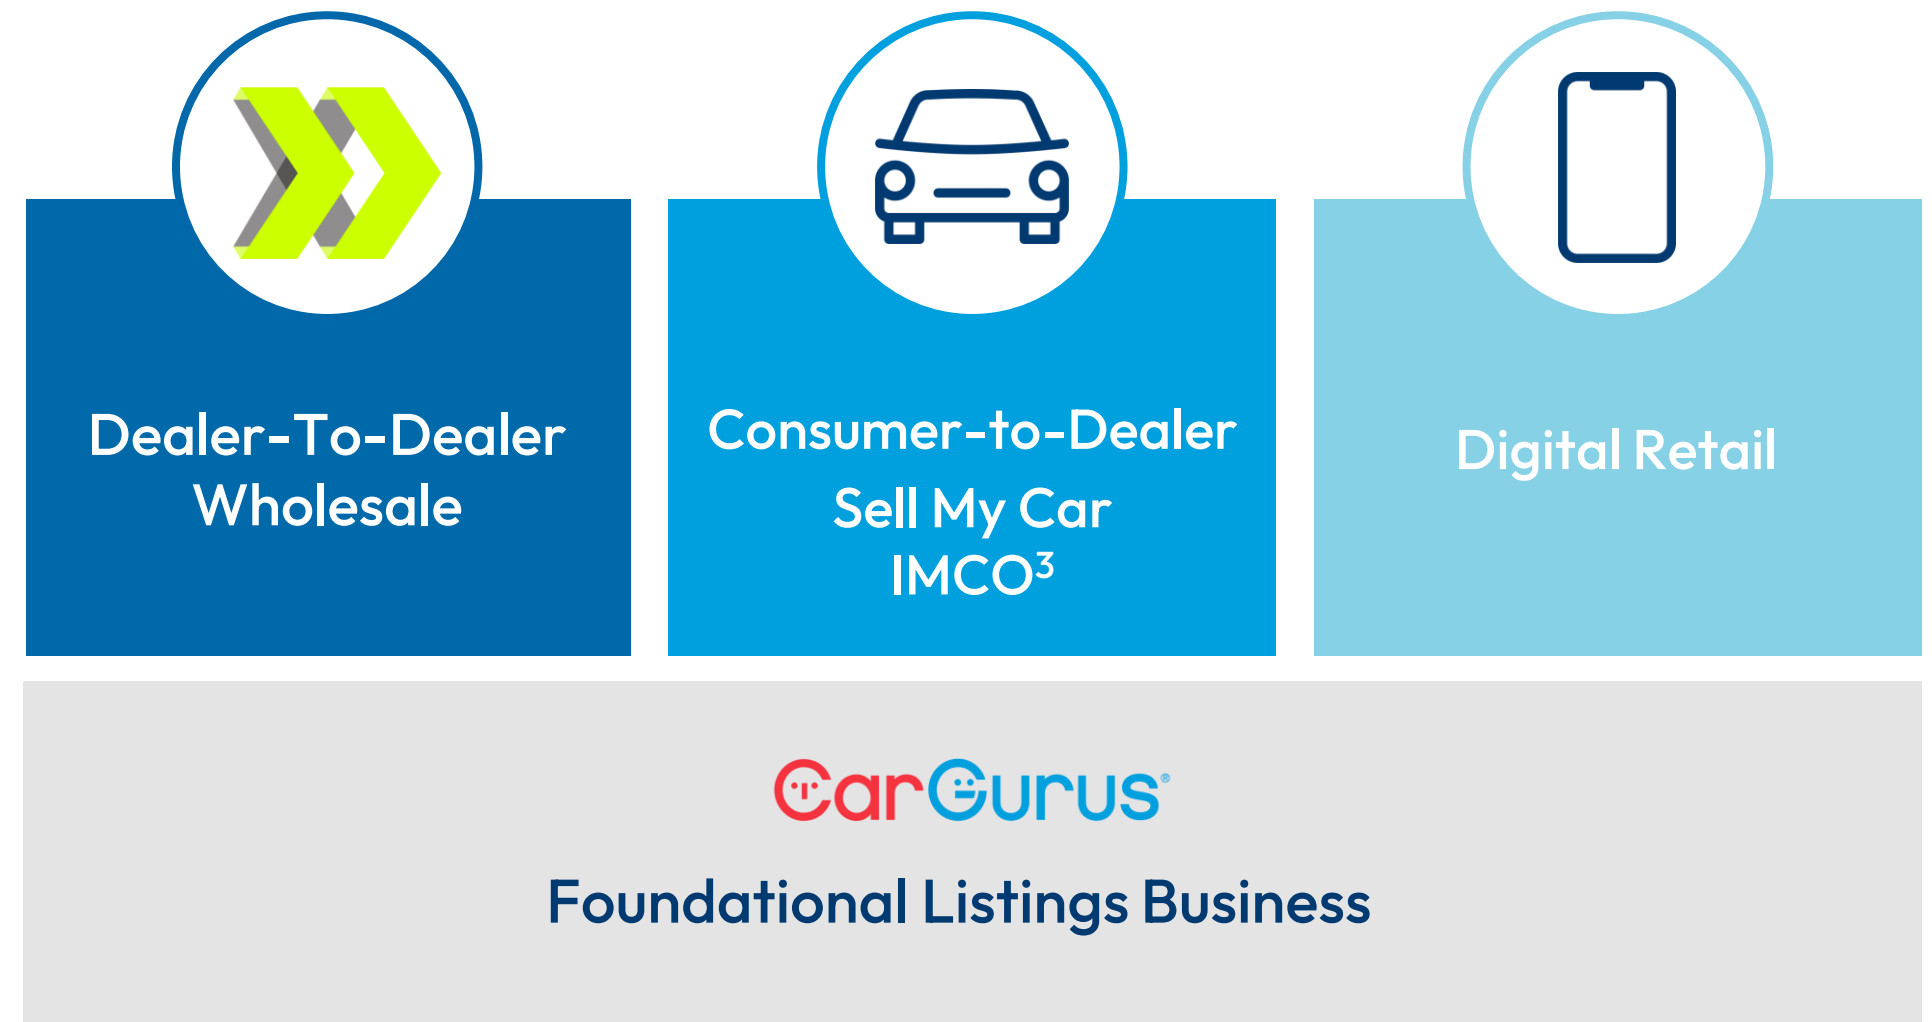 Dealer-To-Dealer
Wholesale
Consumer-to-Dealer
Sell My Car
IMCO³
Digital Retail
CarGurus®
Foundational Listings Business